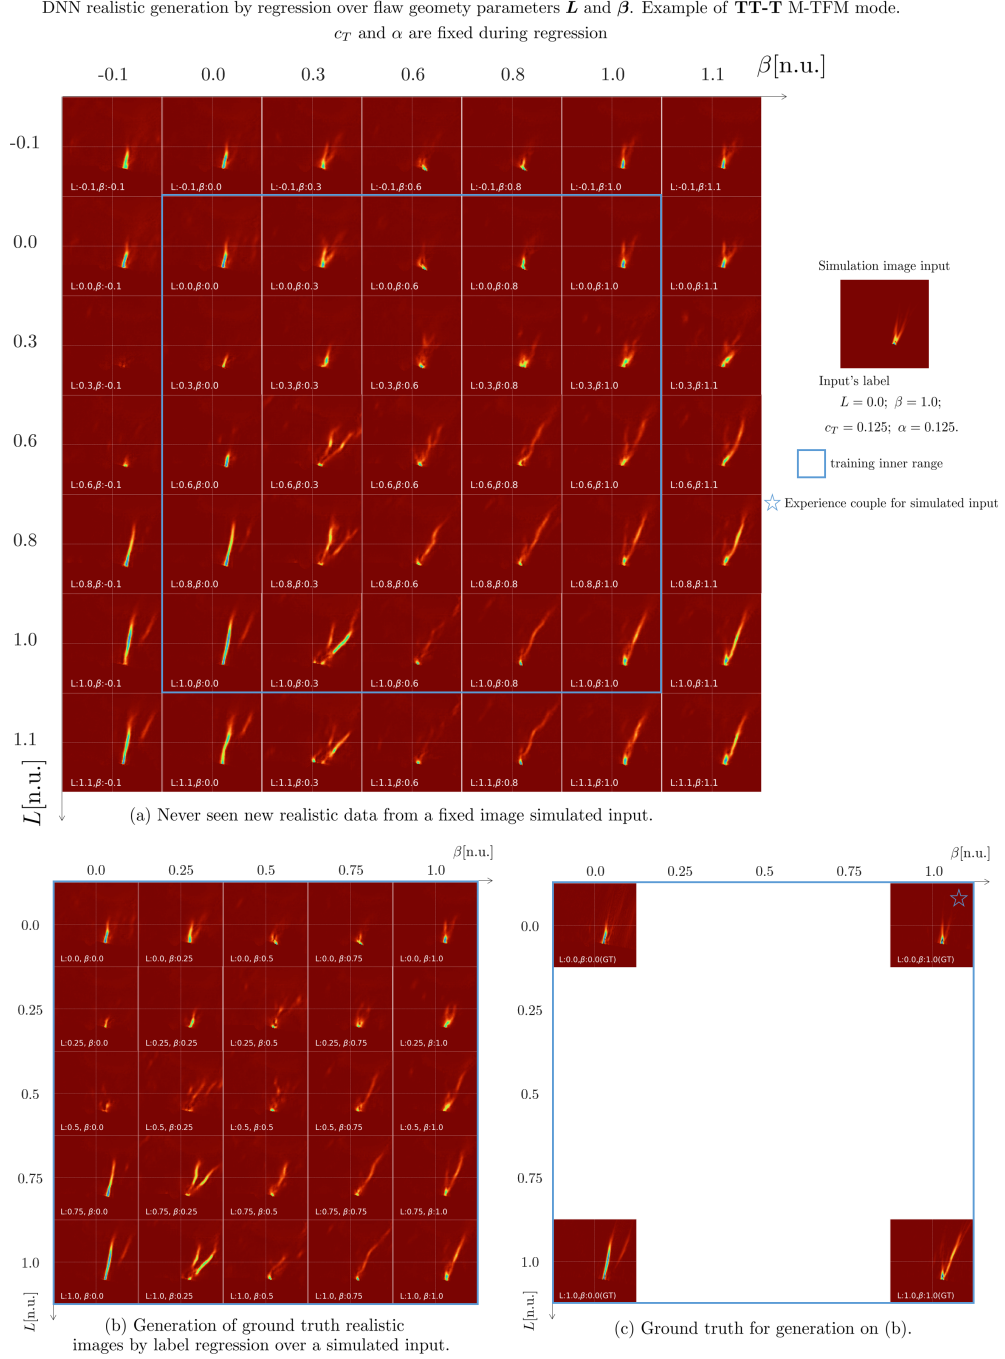 DNN realistic generation by regression over flaw geomety parameters L and β. Example of TT-T M-TFM mode.
c_T and α are fixed during regression
β[n.u.]
-0.1 0.0 0.3 0.6 0.8 1.0 1.1
-0.1
L:-0.1,β:-0.1 L:-0.1,β:0.0 L:-0.1,β:0.3 L:-0.1,β:0.6 L:-0.1,β:0.8 L:-0.1,β:1.0 L:-0.1,β:1.1
0.0
L:0.0,β:-0.1 L:0.0,β:0.0 L:0.0,β:0.3 L:0.0,β:0.6 L:0.0,β:0.8 L:0.0,β:1.0 L:0.0,β:1.1
0.3
L:0.3,β:-0.1 L:0.3,β:0.0 L:0.3,β:0.3 L:0.3,β:0.6 L:0.3,β:0.8 L:0.3,β:1.0 L:0.3,β:1.1
0.6
L:0.6,β:-0.1 L:0.6,β:0.0 L:0.6,β:0.3 L:0.6,β:0.6 L:0.6,β:0.8 L:0.6,β:1.0 L:0.6,β:1.1
0.8
L:0.8,β:-0.1 L:0.8,β:0.0 L:0.8,β:0.3 L:0.8,β:0.6 L:0.8,β:0.8 L:0.8,β:1.0 L:0.8,β:1.1
1.0
L:1.0,β:-0.1 L:1.0,β:0.0 L:1.0,β:0.3 L:1.0,β:0.6 L:1.0,β:0.8 L:1.0,β:1.0 L:1.0,β:1.1
1.1
L:1.1,β:-0.1 L:1.1,β:0.0 L:1.1,β:0.3 L:1.1,β:0.6 L:1.1,β:0.8 L:1.1,β:1.0 L:1.1,β:1.1
L[n.u.]
Simulation image input
Input's label
L = 0.0; β = 1.0;
c_T = 0.125; α = 0.125.
training inner range
Experience couple for simulated input
(a) Never seen new realistic data from a fixed image simulated input.
β[n.u.]
0.0 0.25 0.5 0.75 1.0
0.0
L:0.0, β:0.0 L:0.0, β:0.25 L:0.0, β:0.5 L:0.0, β:0.75 L:0.0, β:1.0
0.25
L:0.25, β:0.0 L:0.25, β:0.25 L:0.25, β:0.5 L:0.25, β:0.75 L:0.25, β:1.0
0.5
L:0.5, β:0.0 L:0.5, β:0.25 L:0.5, β:0.5 L:0.5, β:0.75 L:0.5, β:1.0
0.75
L:0.75, β:0.0 L:0.75, β:0.25 L:0.75, β:0.5 L:0.75, β:0.75 L:0.75, β:1.0
1.0
L:1.0, β:0.0 L:1.0, β:0.25 L:1.0, β:0.5 L:1.0, β:0.75 L:1.0, β:1.0
L[n.u.]
(b) Generation of ground truth realistic
images by label regression over a simulated input.
β[n.u.]
0.0 0.25 0.5 0.75 1.0
0.0
L:0.0,β:0.0(GT) L:0.0,β:1.0(GT)
0.25
0.5
0.75
1.0
L:1.0,β:0.0(GT) L:1.0,β:1.0(GT)
L[n.u.]
(c) Ground truth for generation on (b).